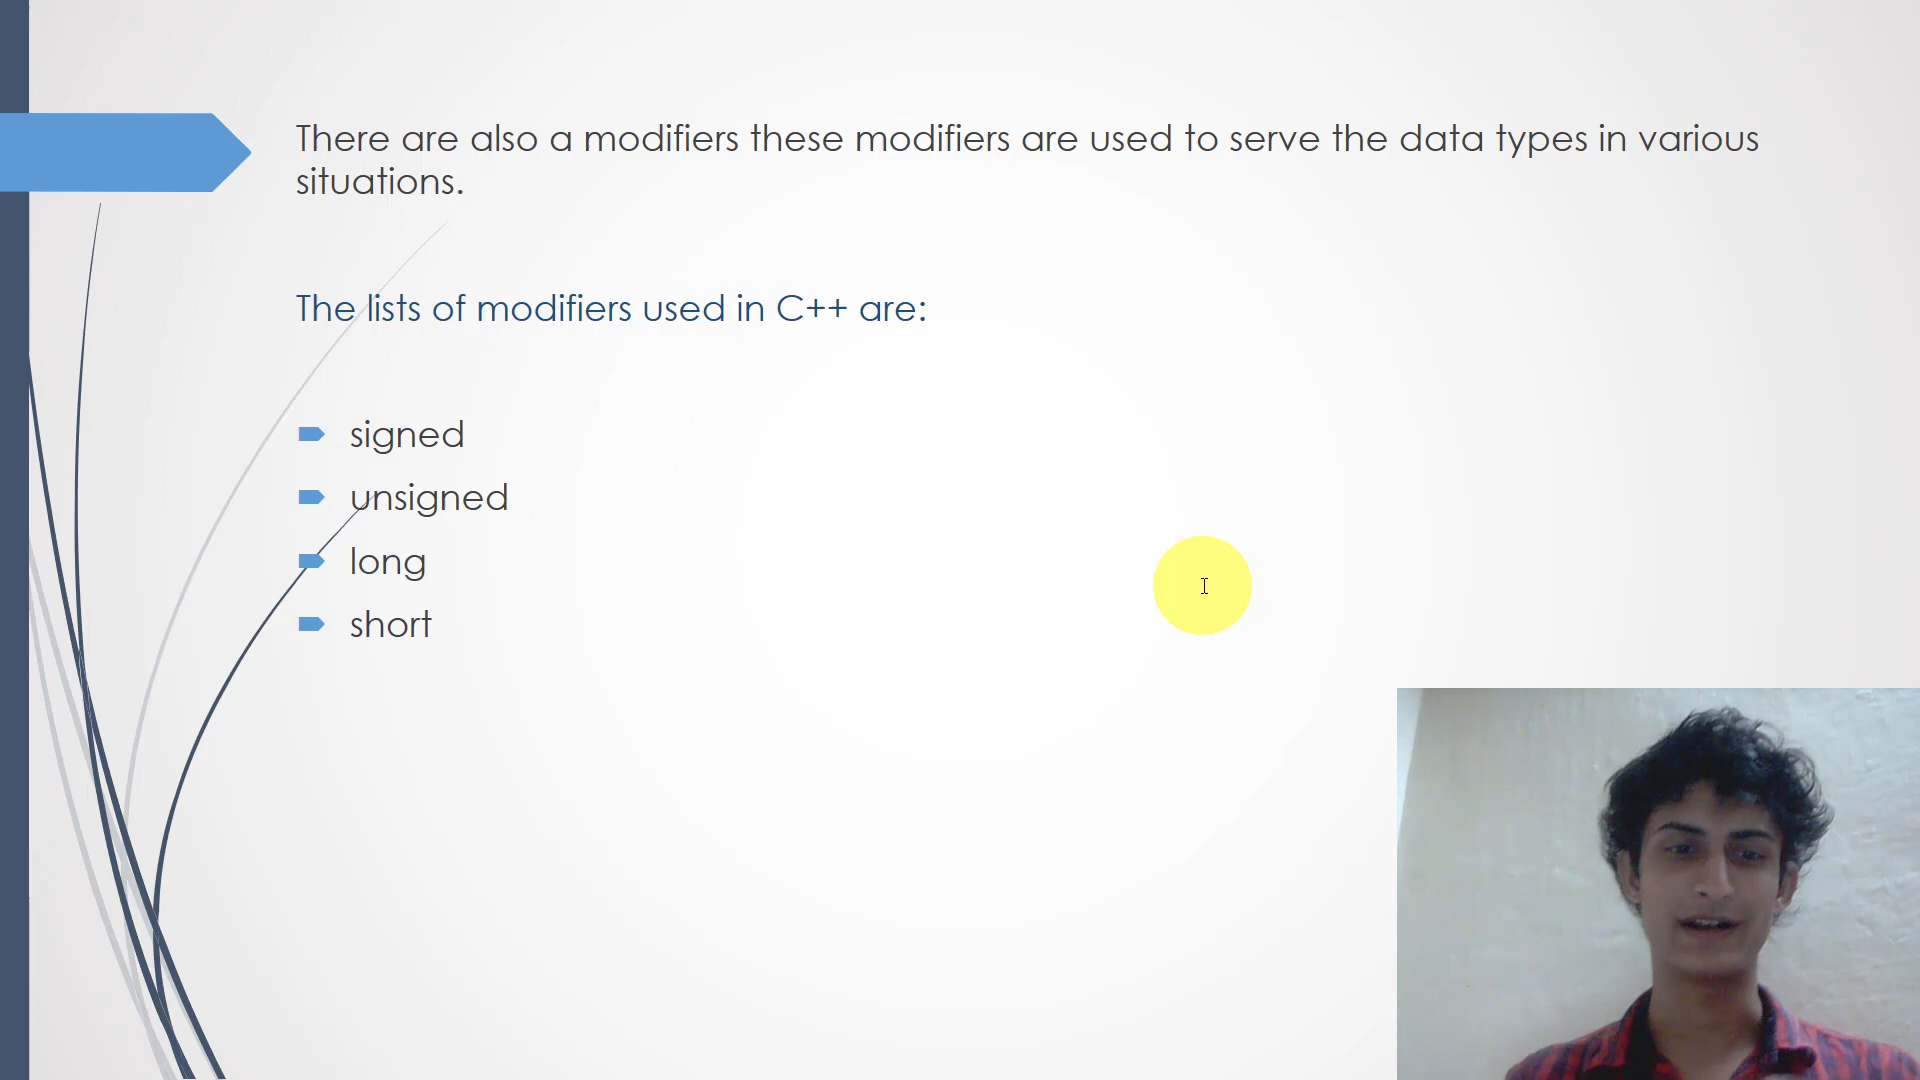 There are also a modifiers these modifiers are used to serve the data types in various
situations.
The lists of modifiers used in C++ are:
signed
unsigned
long
short